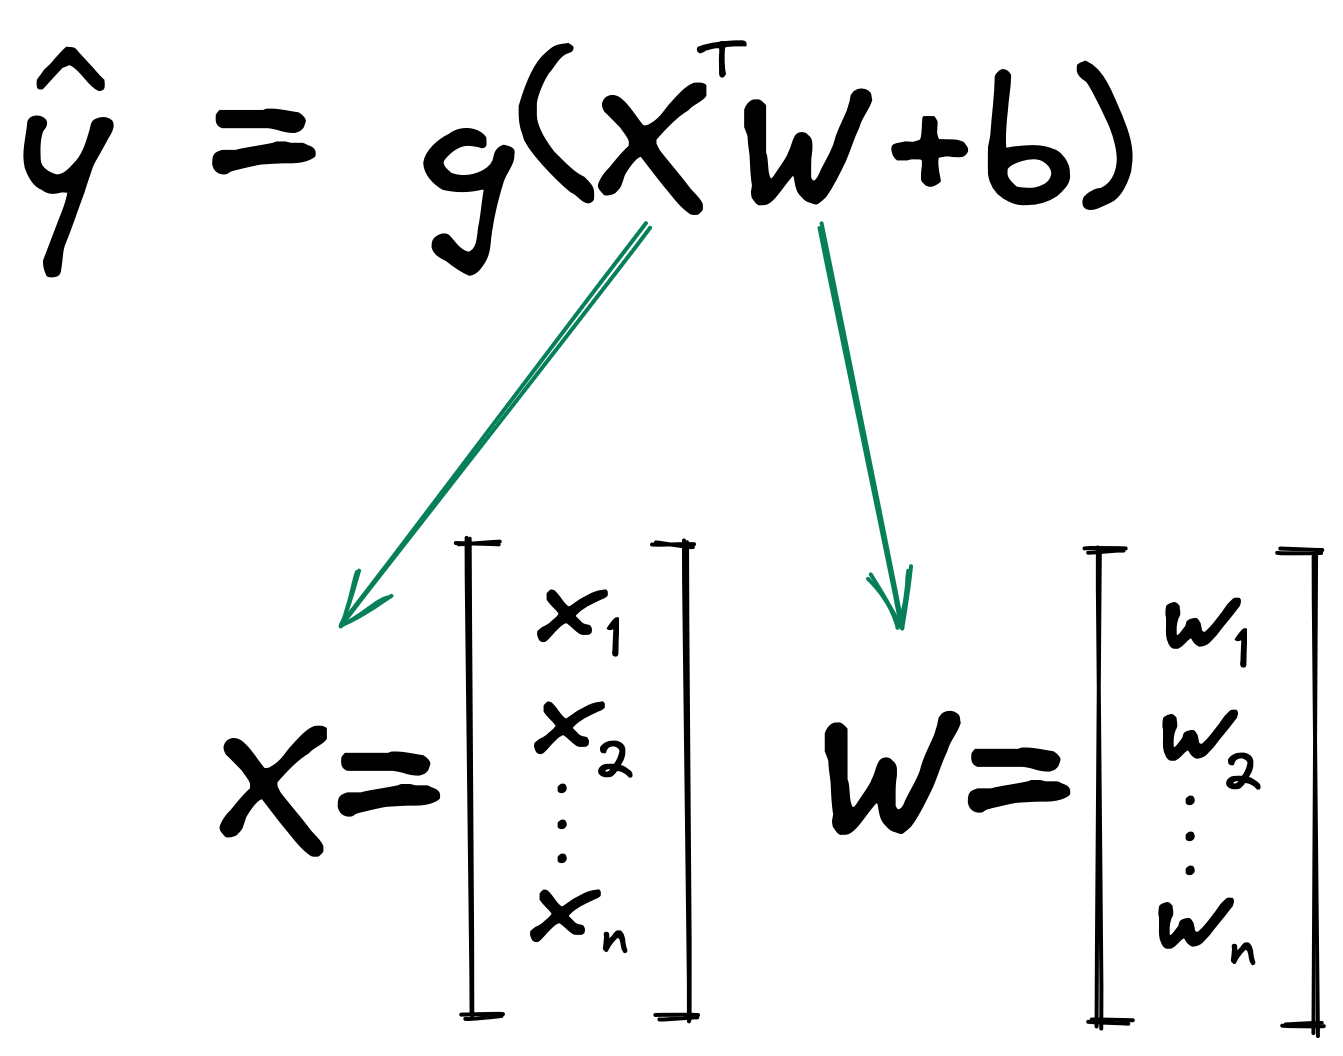 ŷ = g(xᵀw+b)
x= [x₁ x₂ ⋮ xₙ] w= [w₁ w₂ ⋮ wₙ]